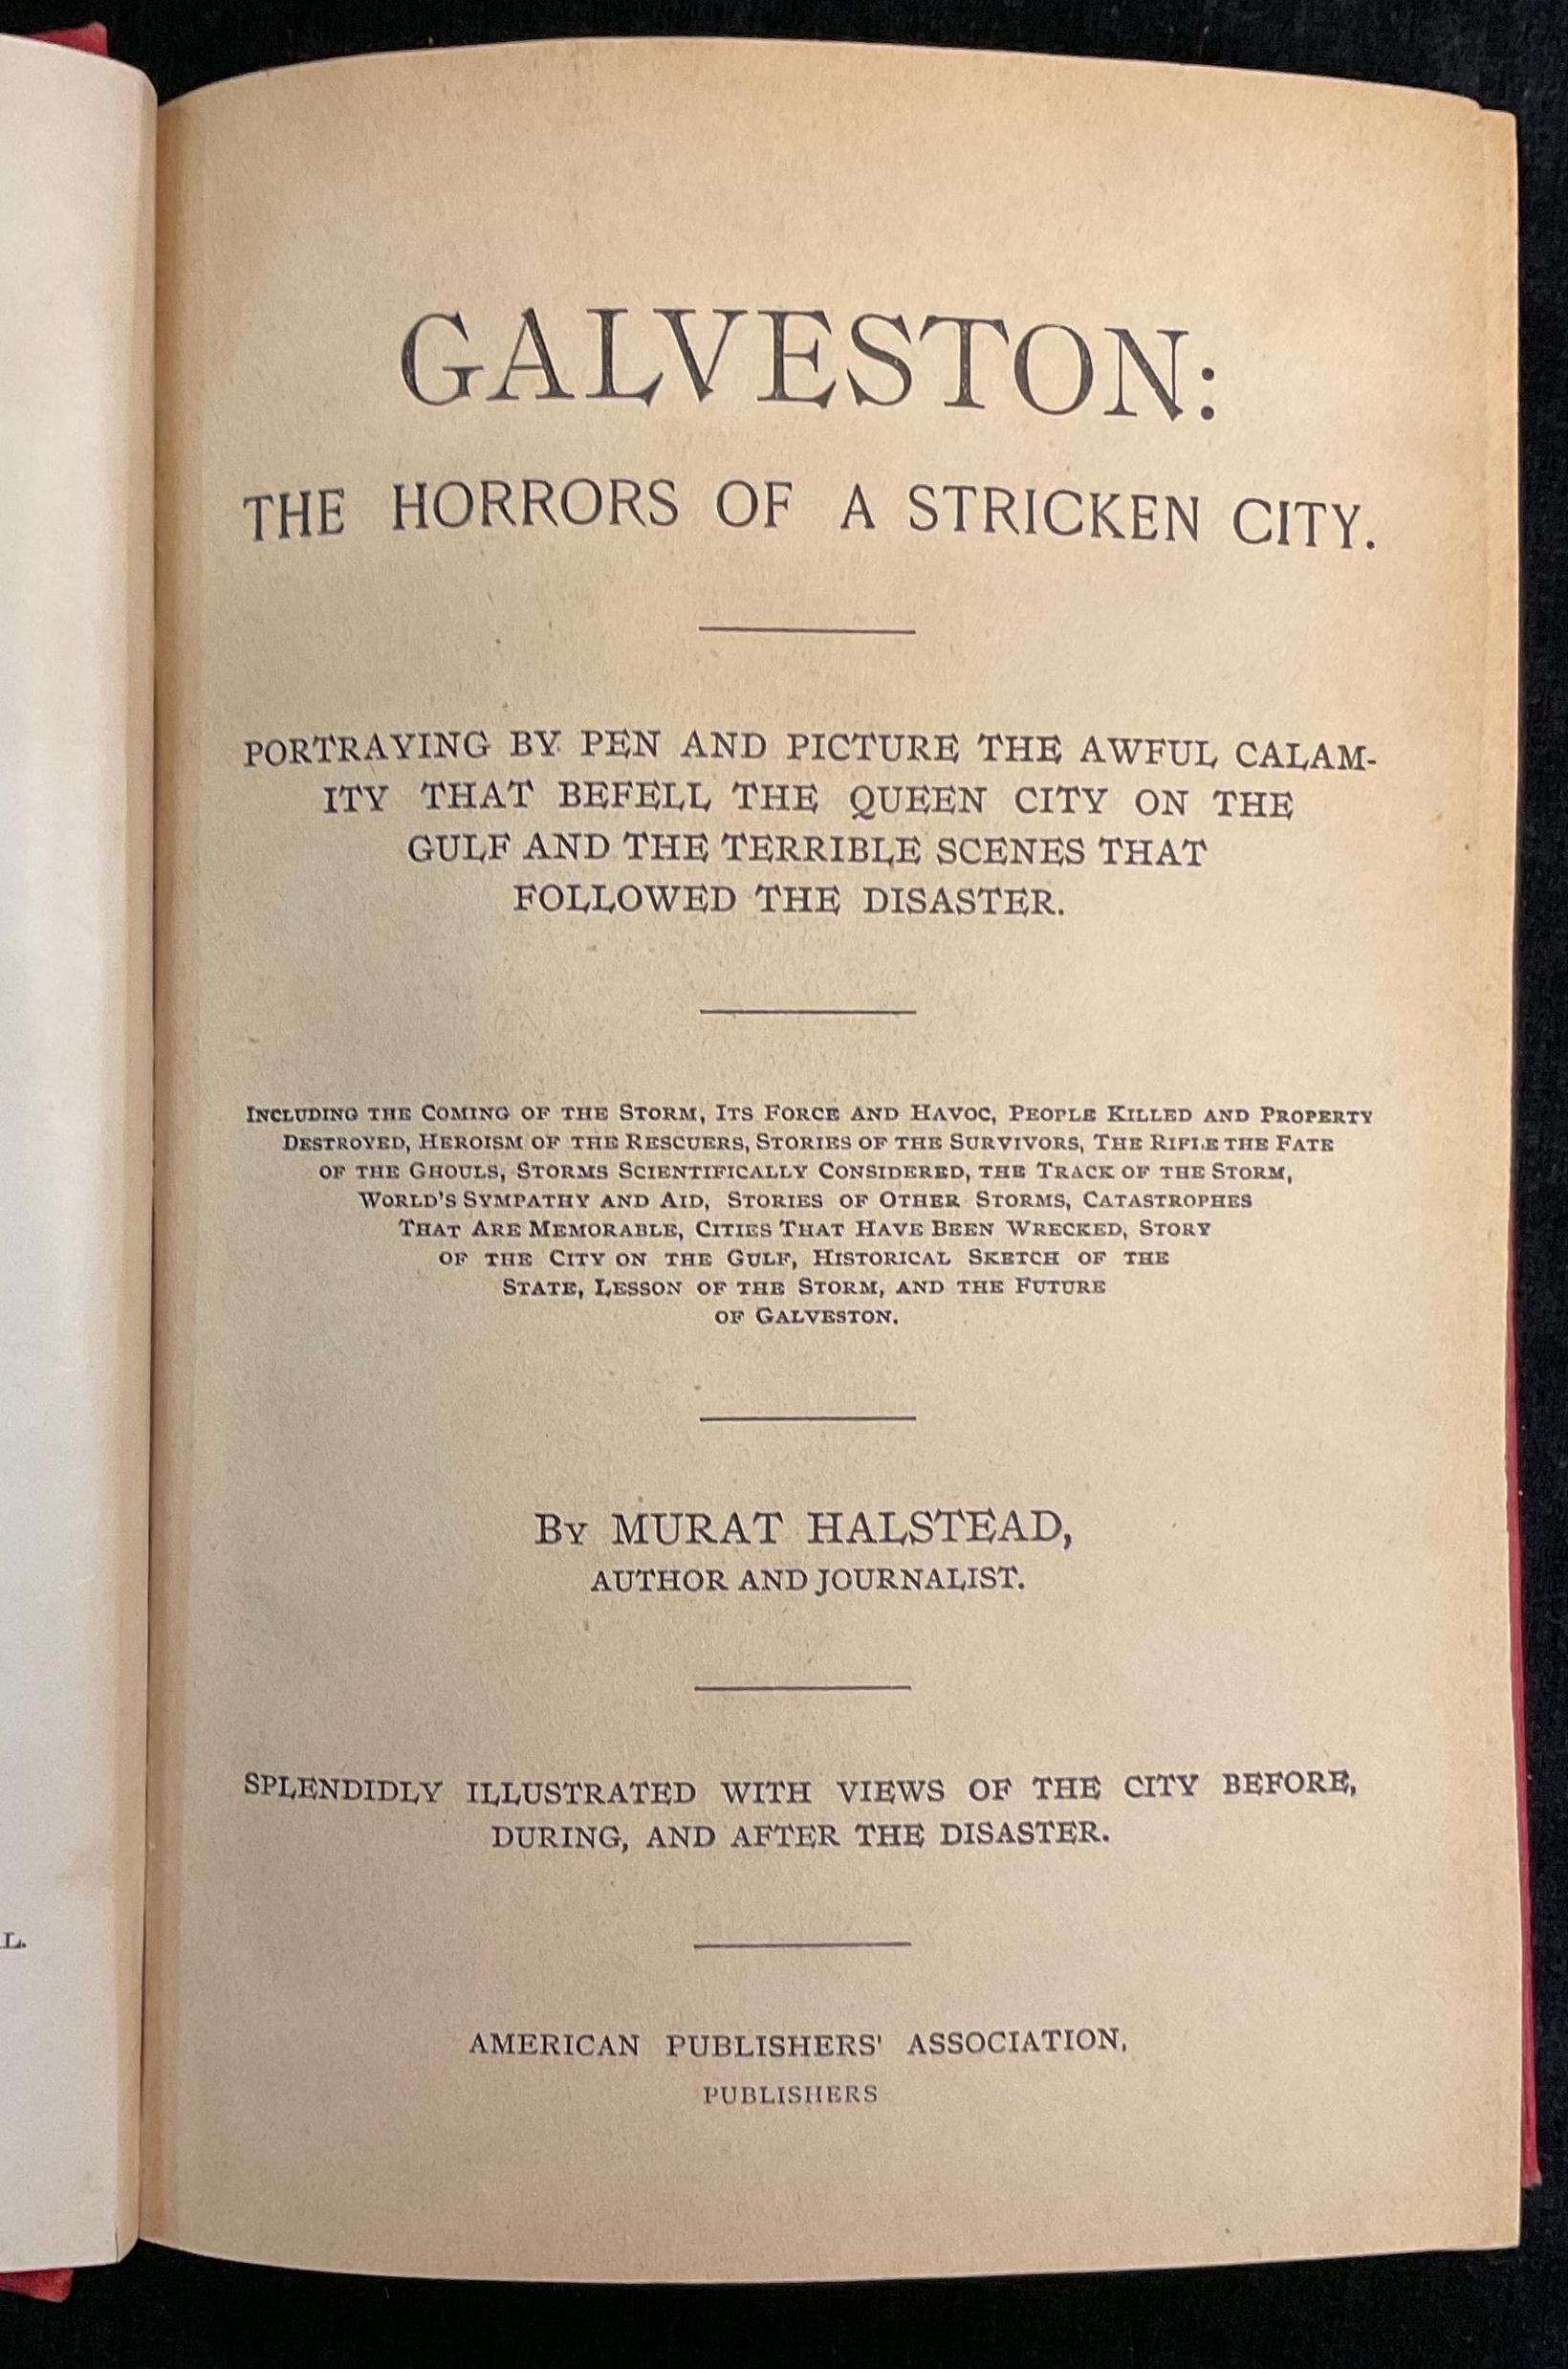 GALVESTON:
THE HORRORS OF A STRICKEN CITY.
PORTRAYING BY PEN AND PICTURE THE AWFUL CALAM-
ITY THAT BEFELL THE QUEEN CITY ON THE
GULF AND THE TERRIBLE SCENES THAT
FOLLOWED THE DISASTER.
INCLUDING THE COMING OF THE STORM, ITS FORCE AND HAVOC, PEOPLE KILLED AND PROPERTY
DESTROYED, HEROISM OF THE RESCUERS, STORIES OF THE SURVIVORS, THE RIFLE THE FATE
OF THE GHOULS, STORMS SCIENTIFICALLY CONSIDERED, THE TRACK OF THE STORM,
WORLD'S SYMPATHY AND AID, STORIES OF OTHER STORMS, CATASTROPHES
THAT ARE MEMORABLE, CITIES THAT HAVE BEEN WRECKED, STORY
OF THE CITY ON THE GULF, HISTORICAL SKETCH OF THE
STATE, LESSON OF THE STORM, AND THE FUTURE
OF GALVESTON.
By MURAT HALSTEAD,
AUTHOR AND JOURNALIST.
SPLENDIDLY ILLUSTRATED WITH VIEWS OF THE CITY BEFORE,
DURING, AND AFTER THE DISASTER.
AMERICAN PUBLISHERS' ASSOCIATION,
PUBLISHERS